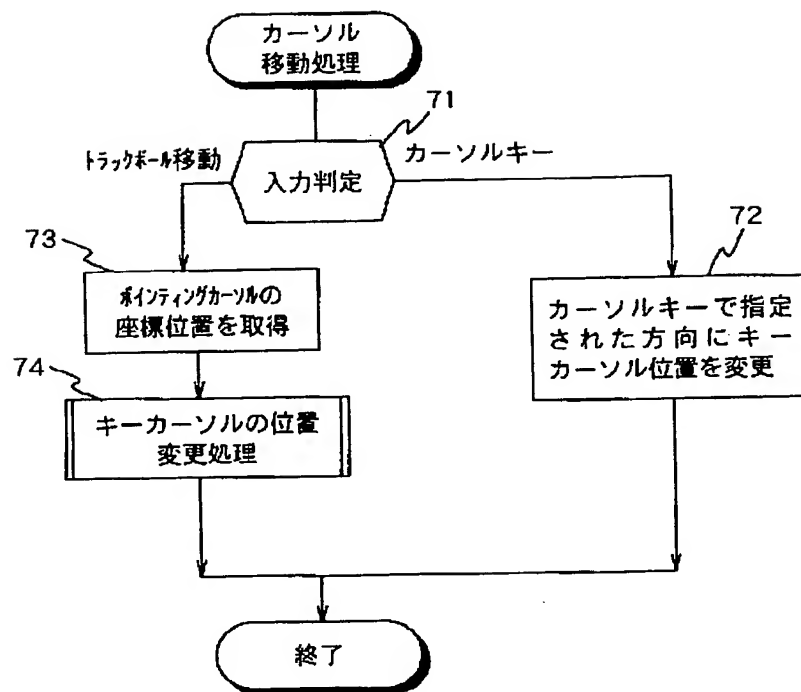 カーソル
移動処理
71
トラックボール移動
カーソルキー
入力判定
73
ポインティングカーソルの
座標位置を取得
72
カーソルキーで指定
された方向にキー
カーソル位置を変更
74
キーカーソルの位置
変更処理
終了